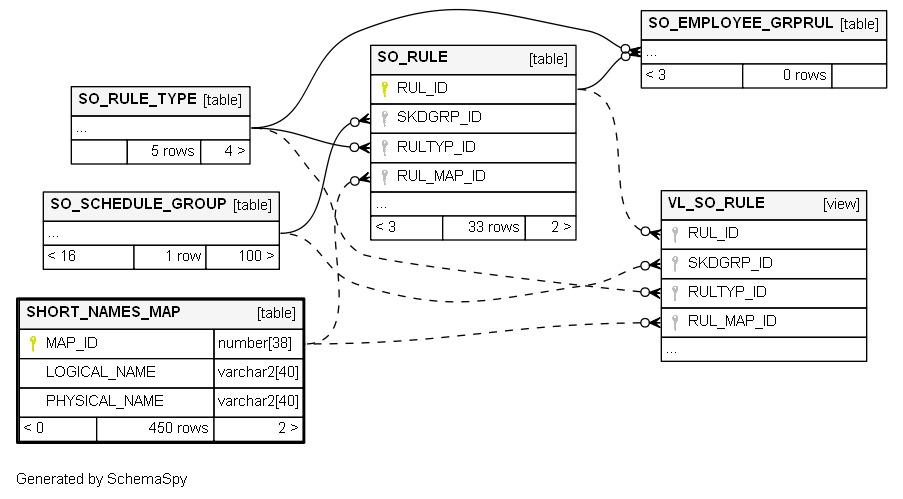 SO_EMPLOYEE_GRPRUL [table]
...
< 3 0 rows
SO_RULE [table]
RUL_ID
SKDGRP_ID
RULTYP_ID
RUL_MAP_ID
...
< 3 33 rows 2 >
SO_RULE_TYPE [table]
...
5 rows 4 >
SO_SCHEDULE_GROUP [table]
...
< 16 1 row 100 >
VL_SO_RULE [view]
RUL_ID
SKDGRP_ID
RULTYP_ID
RUL_MAP_ID
...
SHORT_NAMES_MAP [table]
MAP_ID number[38]
LOGICAL_NAME varchar2[40]
PHYSICAL_NAME varchar2[40]
< 0 450 rows 2 >
Generated by SchemaSpy